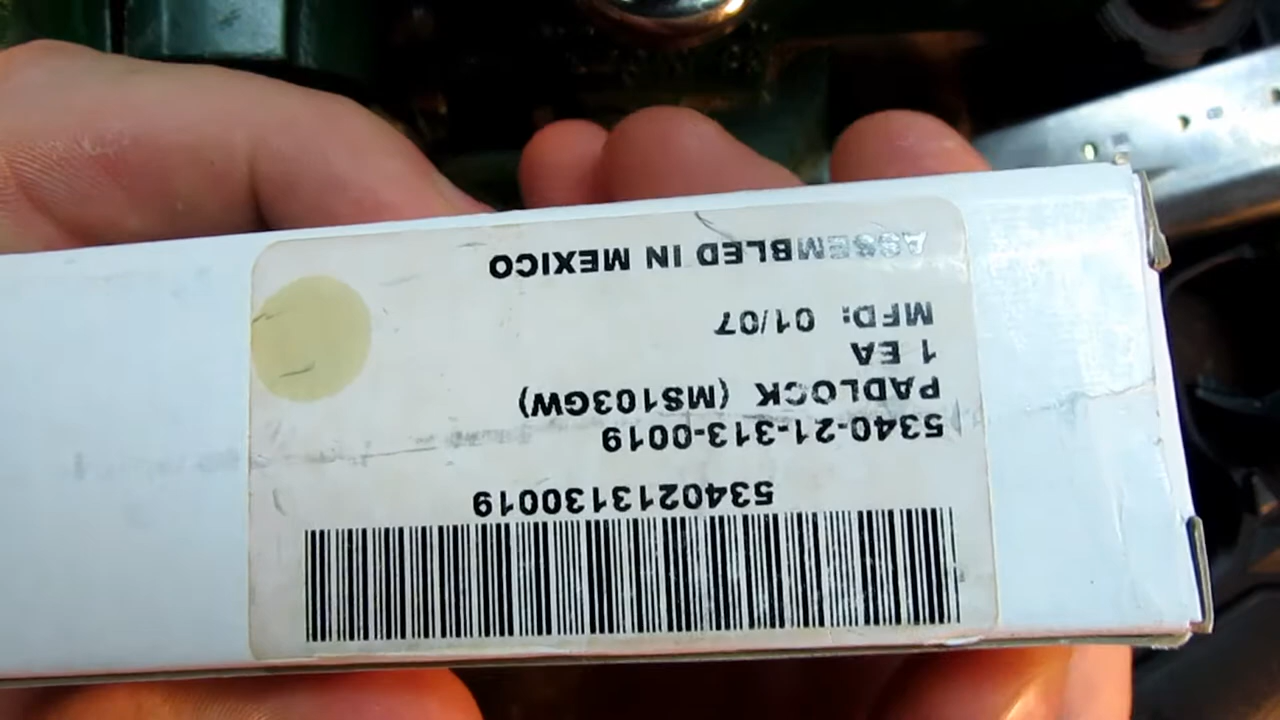 5340213130019
5340-21-313-0019
PADLOCK (MS103GW)
1 EA
MFD: 01/07
ASSEMBLED IN MEXICO